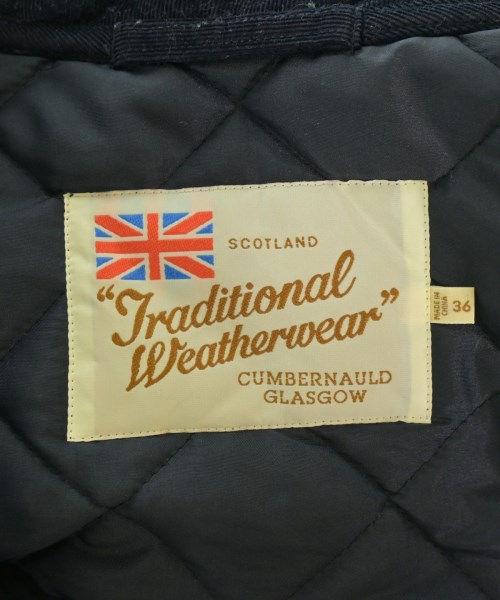 SCOTLAND
"Traditional
Weatherwear"
CUMBERNAULD
GLASGOW
MADE IN
CHINA
36